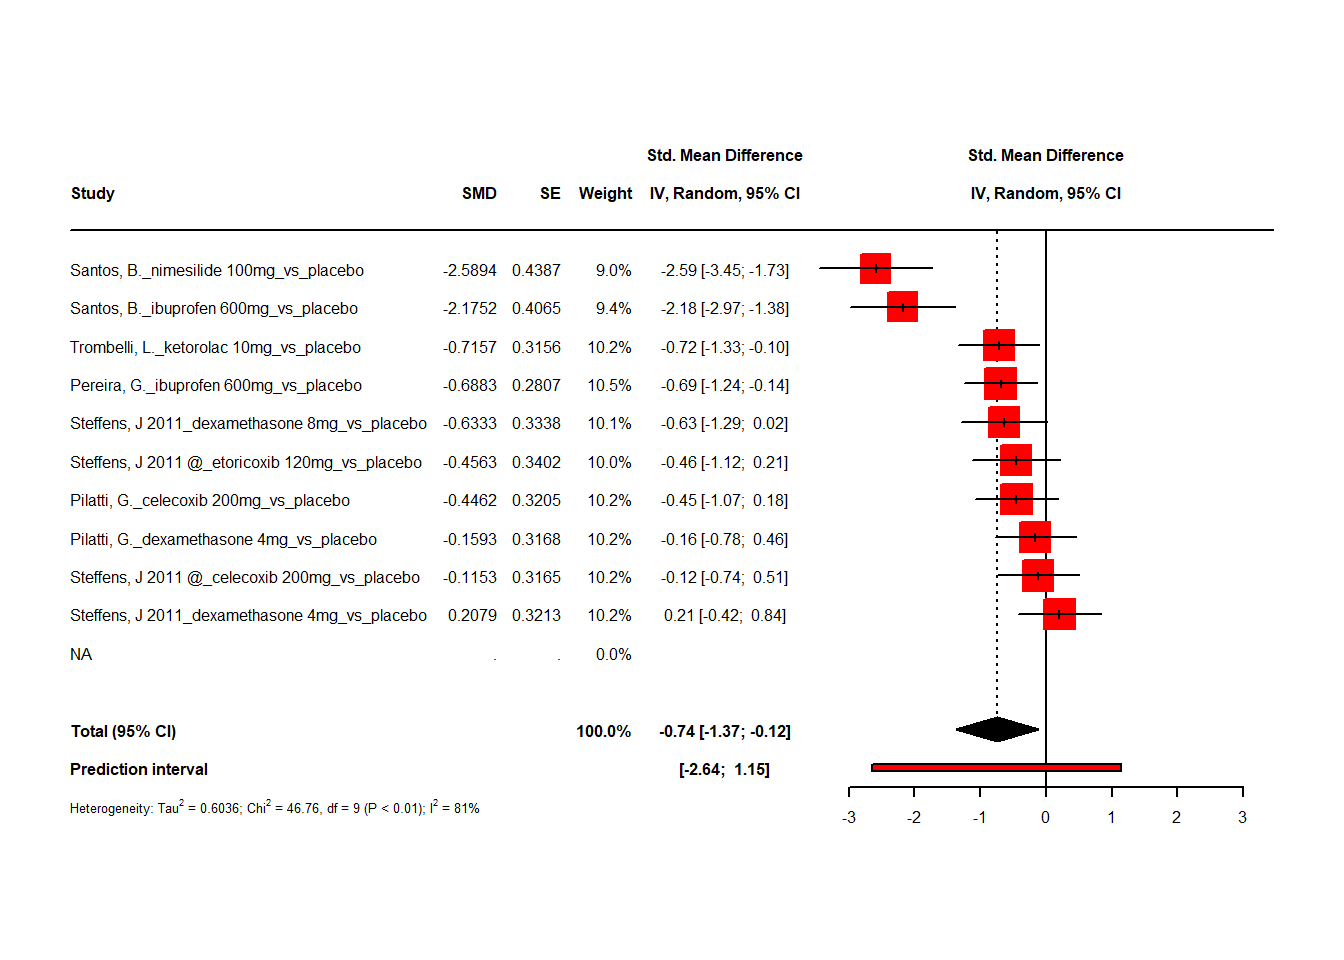 Std. Mean Difference Std. Mean Difference
Study SMD SE Weight IV, Random, 95% CI IV, Random, 95% CI
Santos, B._nimesilide 100mg_vs_placebo -2.5894 0.4387 9.0% -2.59 [-3.45; -1.73]
Santos, B._ibuprofen 600mg_vs_placebo -2.1752 0.4065 9.4% -2.18 [-2.97; -1.38]
Trombelli, L._ketorolac 10mg_vs_placebo -0.7157 0.3156 10.2% -0.72 [-1.33; -0.10]
Pereira, G._ibuprofen 600mg_vs_placebo -0.6883 0.2807 10.5% -0.69 [-1.24; -0.14]
Steffens, J 2011_dexamethasone 8mg_vs_placebo -0.6333 0.3338 10.1% -0.63 [-1.29; 0.02]
Steffens, J 2011 @_etoricoxib 120mg_vs_placebo -0.4563 0.3402 10.0% -0.46 [-1.12; 0.21]
Pilatti, G._celecoxib 200mg_vs_placebo -0.4462 0.3205 10.2% -0.45 [-1.07; 0.18]
Pilatti, G._dexamethasone 4mg_vs_placebo -0.1593 0.3168 10.2% -0.16 [-0.78; 0.46]
Steffens, J 2011 @_celecoxib 200mg_vs_placebo -0.1153 0.3165 10.2% -0.12 [-0.74; 0.51]
Steffens, J 2011_dexamethasone 4mg_vs_placebo 0.2079 0.3213 10.2% 0.21 [-0.42; 0.84]
NA . . 0.0%
Total (95% CI) 100.0% -0.74 [-1.37; -0.12]
Prediction interval [-2.64; 1.15]
Heterogeneity: Tau² = 0.6036; Chi² = 46.76, df = 9 (P < 0.01); I² = 81%
-3 -2 -1 0 1 2 3